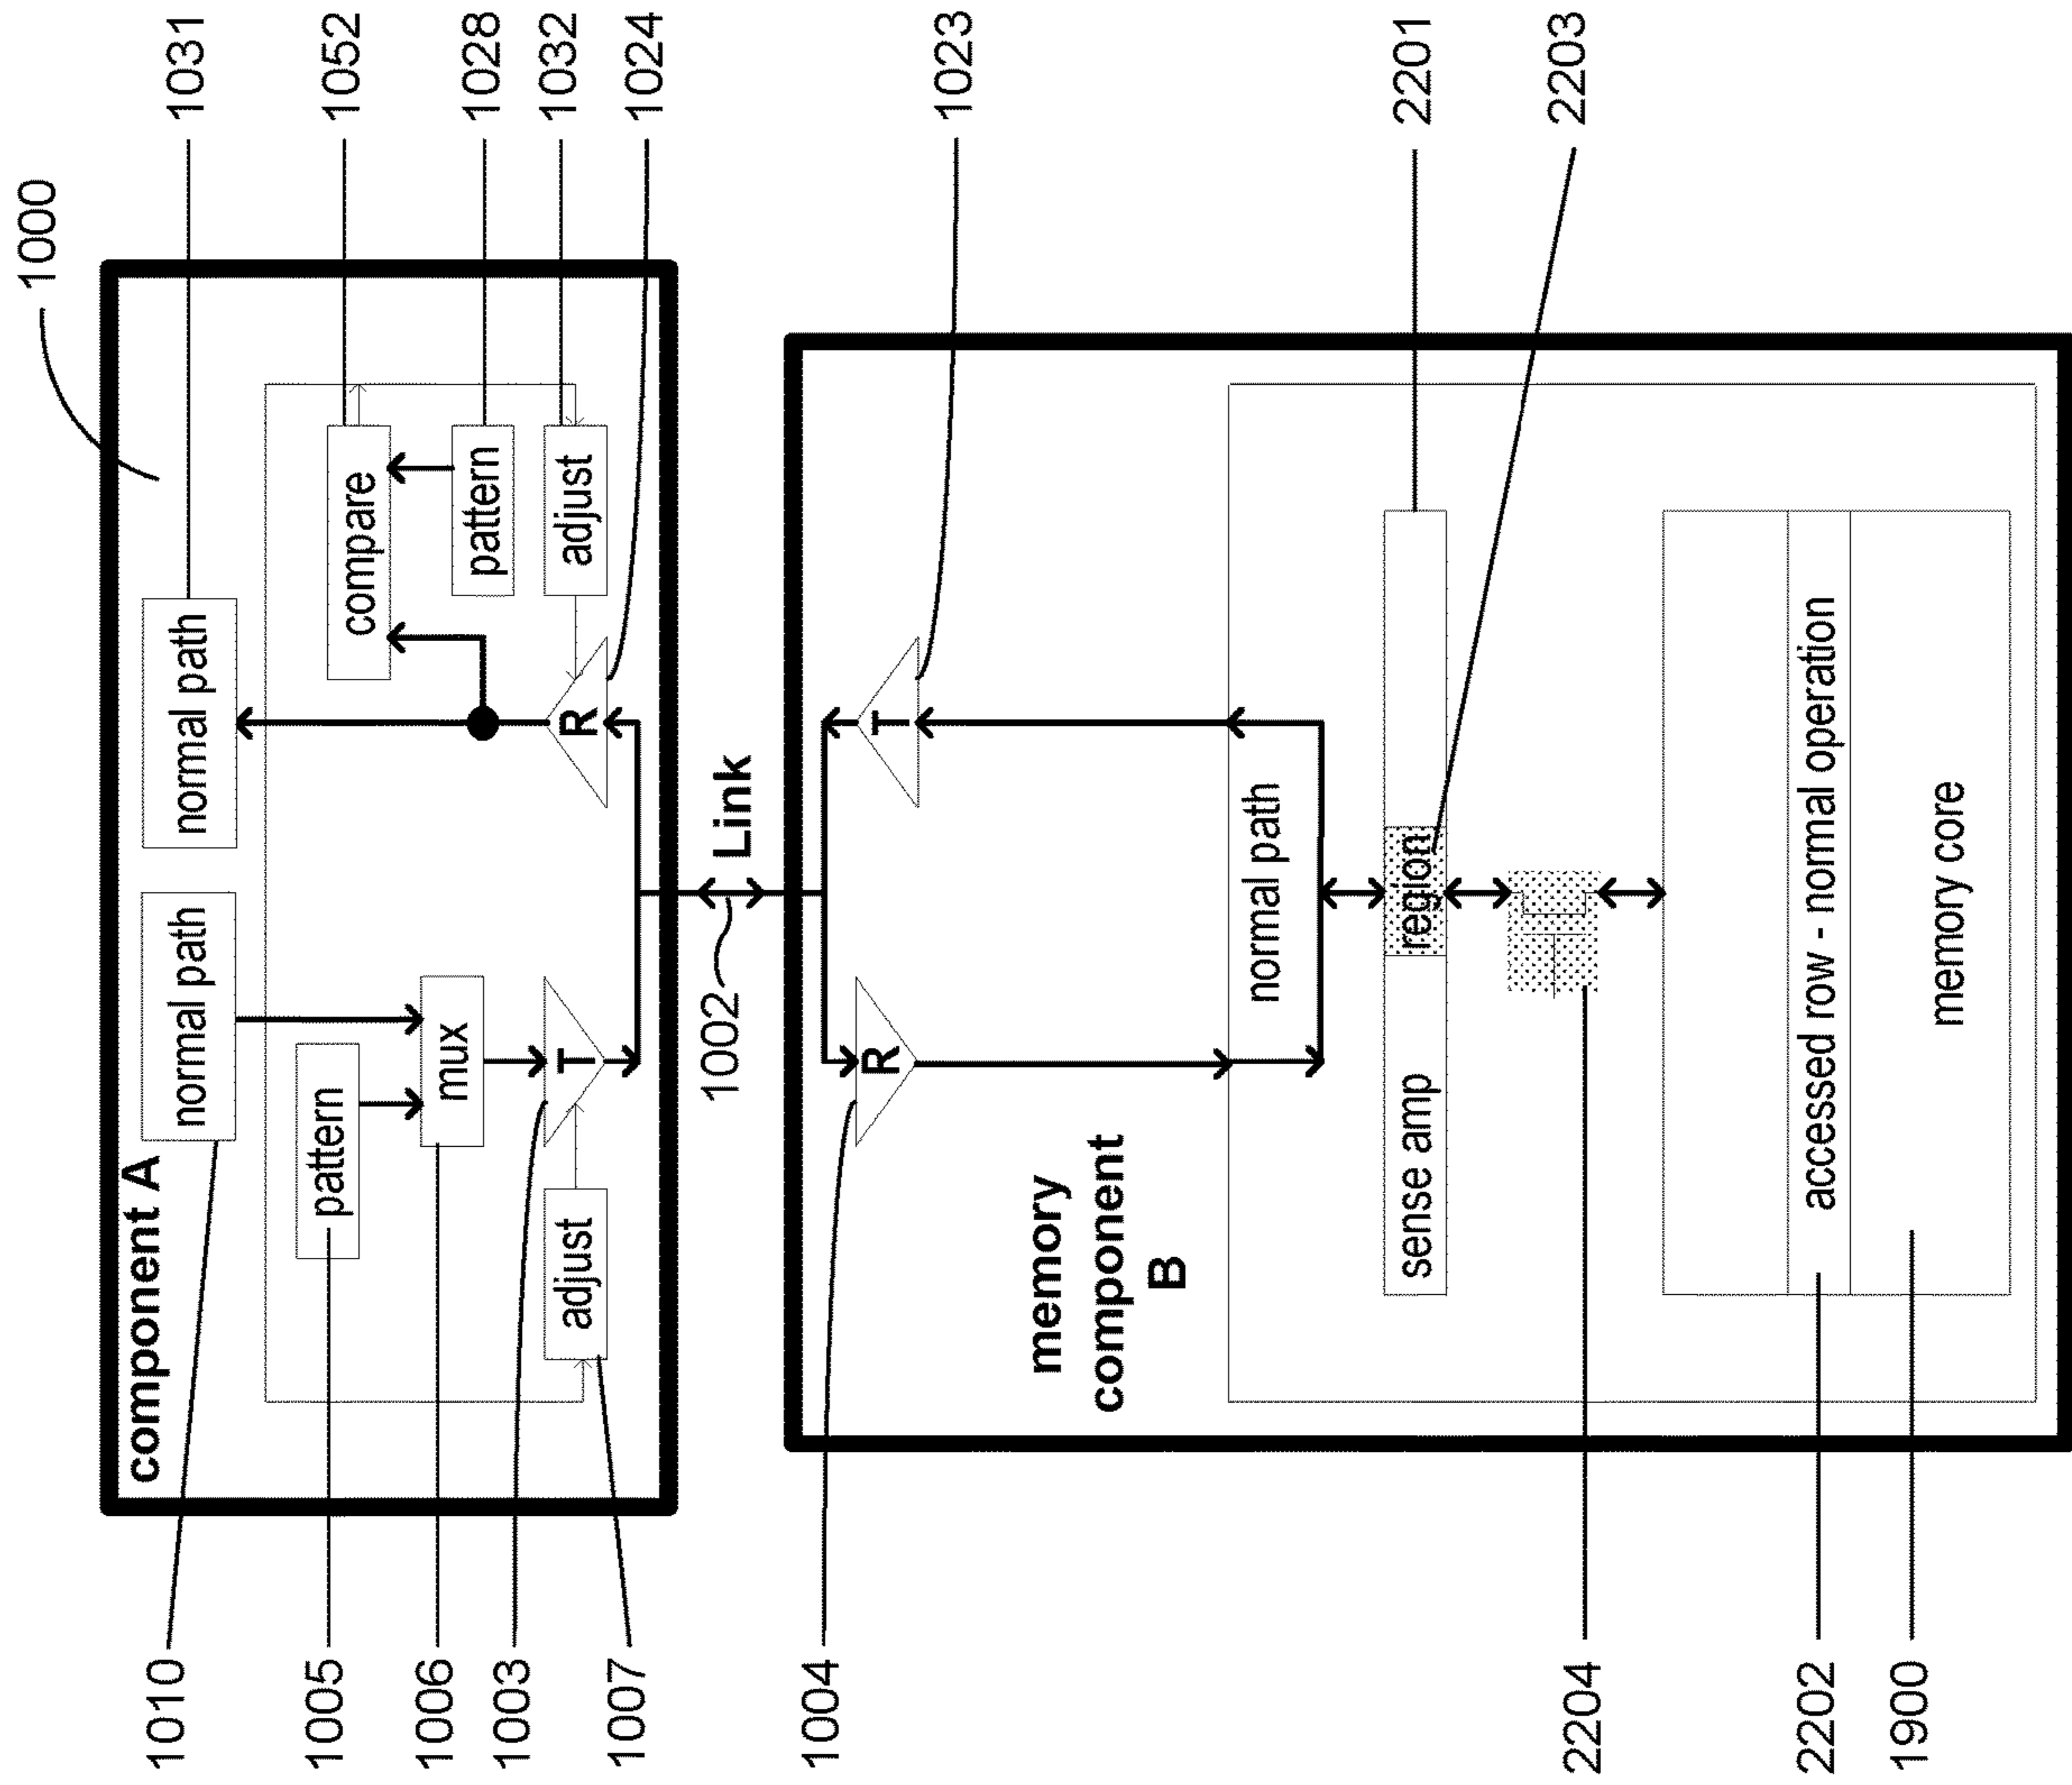 1000
1031
1052
1028
1032
1024
1023
2201
2203
component A
normal path
normal path
pattern
mux
T
adjust
compare
pattern
adjust
R
Link
1002
memory
component
B
R
T
normal path
sense amp
region
accessed row - normal operation
memory core
1010
1005
1006
1003
1007
1004
2204
2202
1900